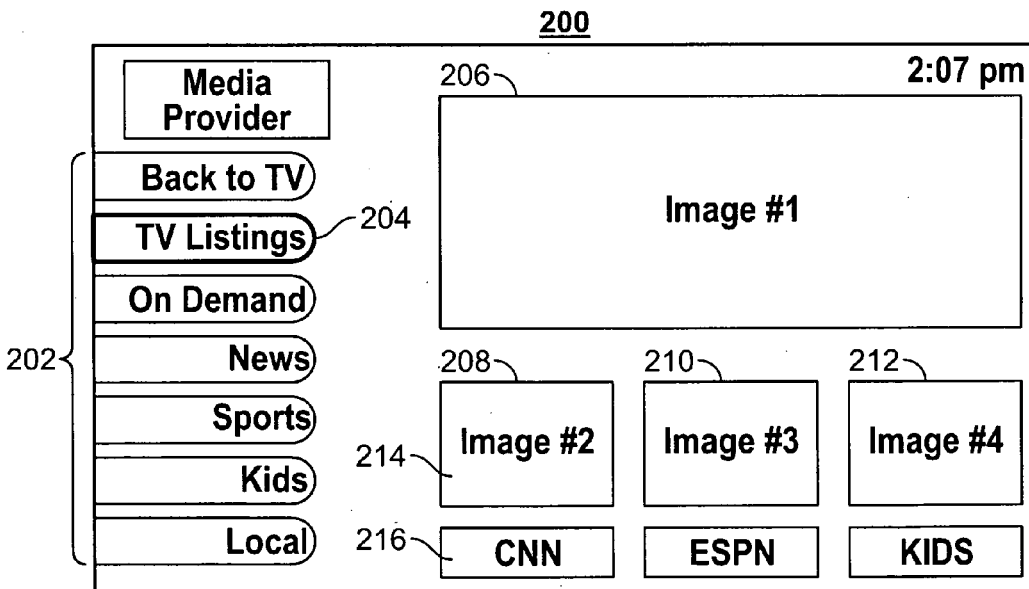 200
2:07 pm
Media
Provider
Back to TV
TV Listings
On Demand
News
Sports
Kids
Local
202
204
206
Image #1
208
210
212
Image #2
Image #3
Image #4
214
216
CNN
ESPN
KIDS